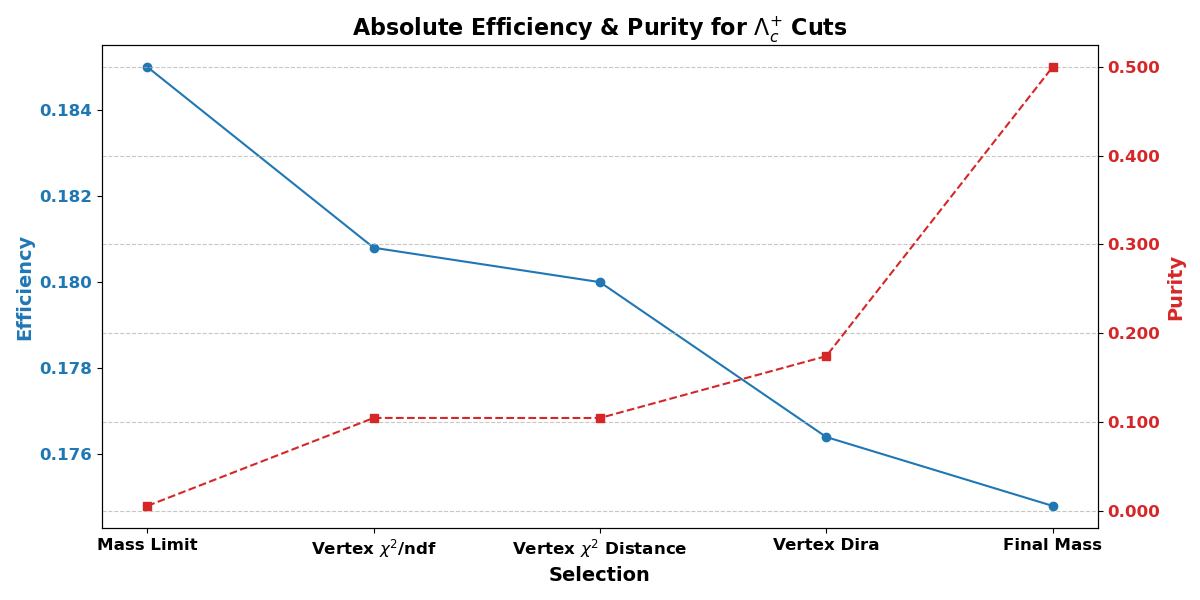 Absolute Efficiency & Purity for Λ_c^+ Cuts
Efficiency
0.184
0.182
0.180
0.178
0.176
Purity
0.500
0.400
0.300
0.200
0.100
0.000
Mass Limit
Vertex χ²/ndf
Vertex χ² Distance
Vertex Dira
Final Mass
Selection